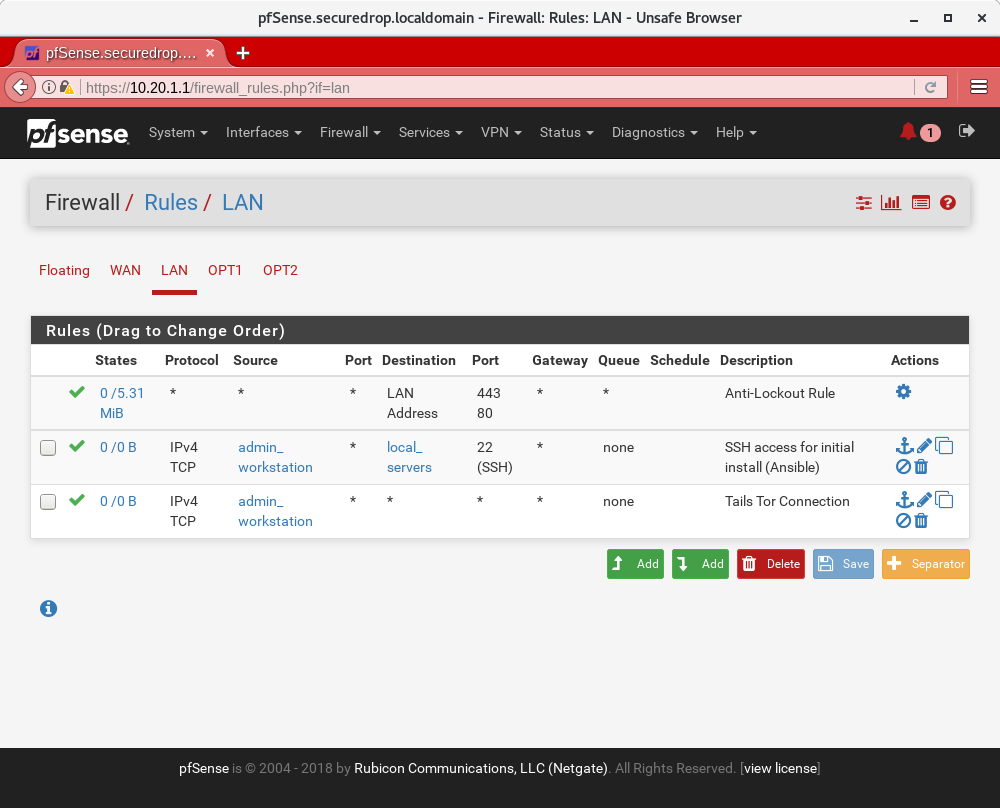 pfSense.securedrop.localdomain - Firewall: Rules: LAN - Unsafe Browser
pfSense.securedrop.…
https://10.20.1.1/firewall_rules.php?if=lan
pfsense System Interfaces Firewall Services VPN Status Diagnostics Help 1
Firewall / Rules / LAN
Floating WAN LAN OPT1 OPT2
Rules (Drag to Change Order)
States Protocol Source Port Destination Port Gateway Queue Schedule Description Actions
0 /5.31 * * * LAN 443 * * Anti-Lockout Rule
MiB Address 80
0 /0 B IPv4 admin_ * local_ 22 * none SSH access for initial
TCP workstation servers (SSH) install (Ansible)
0 /0 B IPv4 admin_ * * * * none Tails Tor Connection
TCP workstation
Add Add Delete Save Separator
pfSense is © 2004 - 2018 by Rubicon Communications, LLC (Netgate). All Rights Reserved. [view license]